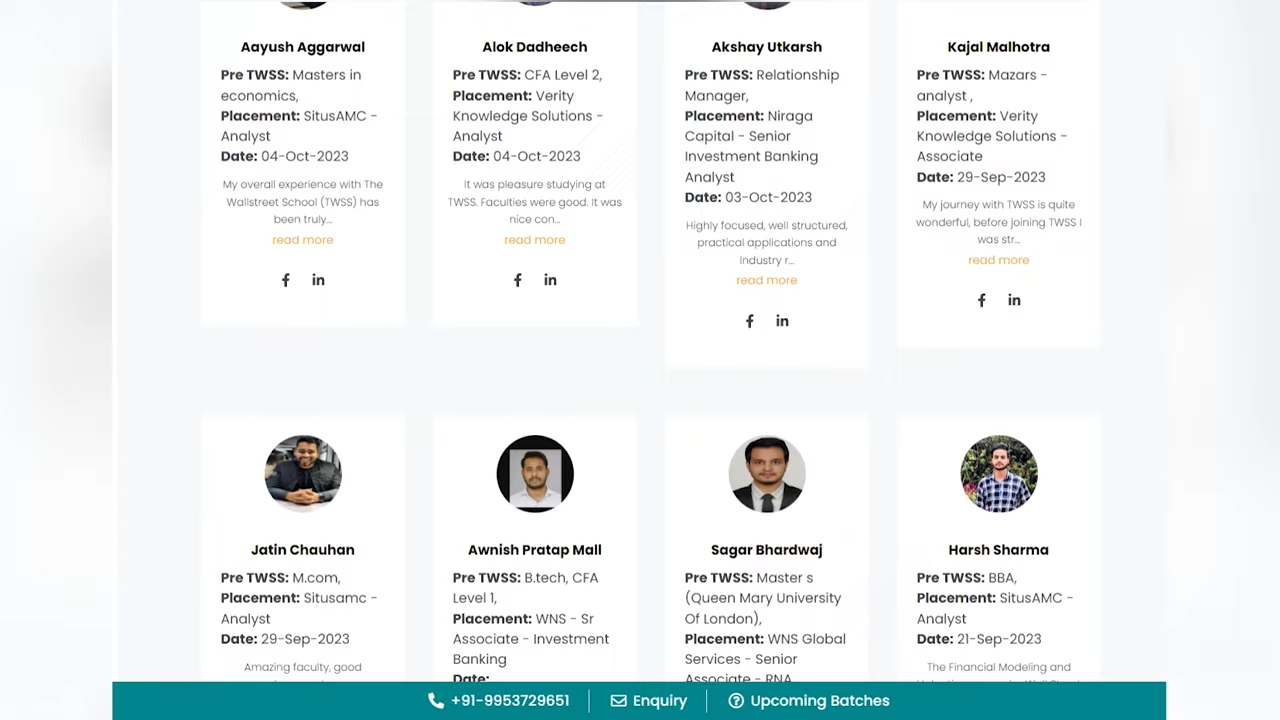 Aayush Aggarwal
Pre TWSS: Masters in
economics,
Placement: SitusAMC -
Analyst
Date: 04-Oct-2023
My overall experience with The
Wallstreet School (TWSS) has
been truly...
read more
Alok Dadheech
Pre TWSS: CFA Level 2,
Placement: Verity
Knowledge Solutions -
Analyst
Date: 04-Oct-2023
It was pleasure studying at
TWSS. Faculties were good. It was
nice con...
read more
Akshay Utkarsh
Pre TWSS: Relationship
Manager,
Placement: Niraga
Capital - Senior
Investment Banking
Analyst
Date: 03-Oct-2023
Highly focused, well structured,
practical applications and
Industry r...
read more
Kajal Malhotra
Pre TWSS: Mazars -
analyst ,
Placement: Verity
Knowledge Solutions -
Associate
Date: 29-Sep-2023
My journey with TWSS is quite
wonderful, before joining TWSS I
was str...
read more
Jatin Chauhan
Pre TWSS: M.com,
Placement: Situsamc -
Analyst
Date: 29-Sep-2023
Amazing faculty, good
Awnish Pratap Mall
Pre TWSS: B.tech, CFA
Level 1,
Placement: WNS - Sr
Associate - Investment
Banking
Date:
Sagar Bhardwaj
Pre TWSS: Master s
(Queen Mary University
Of London),
Placement: WNS Global
Services - Senior
Associate - RNA
Harsh Sharma
Pre TWSS: BBA,
Placement: SitusAMC -
Analyst
Date: 21-Sep-2023
The Financial Modeling and
+91-9953729651
Enquiry
Upcoming Batches